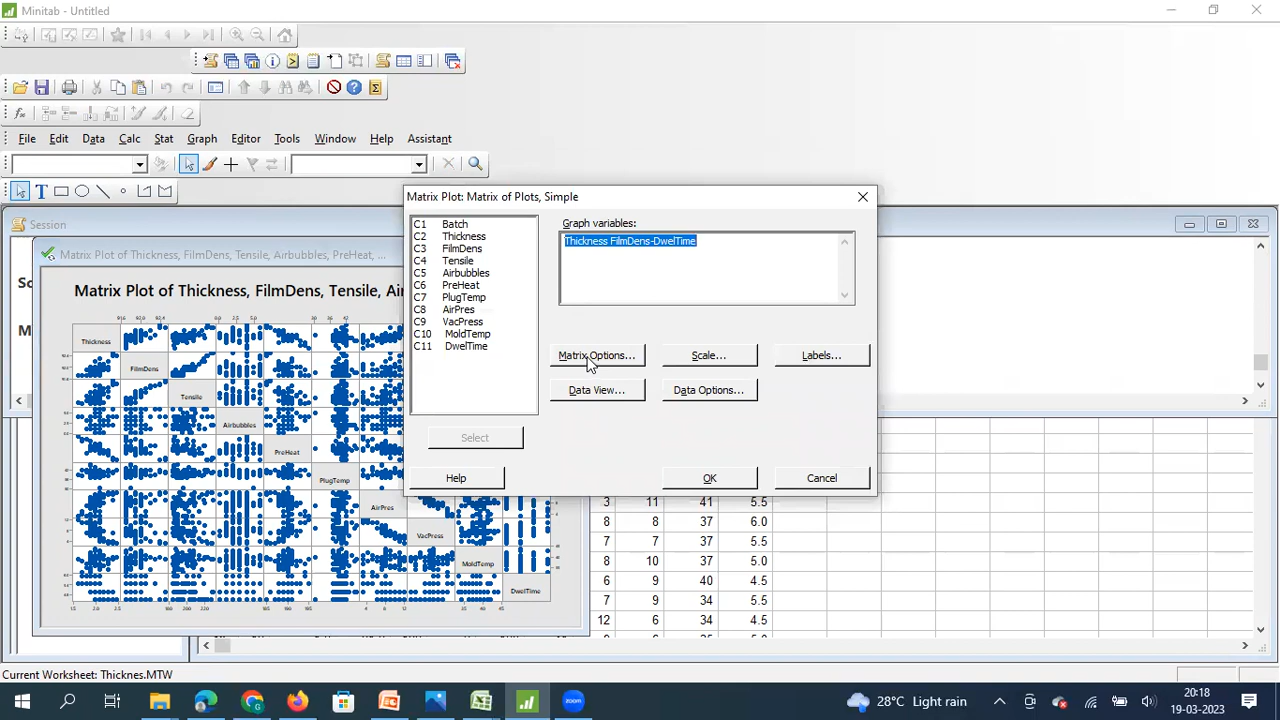 Minitab - Untitled
File Edit Data Calc Stat Graph Editor Tools Window Help Assistant
Session
Matrix Plot of Thickness, FilmDens, Tensile, Airbubbles, PreHeat, ...
Matrix Plot of Thickness, FilmDens, Tensile, Air
Thickness
FilmDens
Tensile
Airbubbles
PreHeat
PlugTemp
AirPres
VacPress
MoldTemp
DwelTime
Matrix Plot: Matrix of Plots, Simple
C1 Batch
C2 Thickness
C3 FilmDens
C4 Tensile
C5 Airbubbles
C6 PreHeat
C7 PlugTemp
C8 AirPres
C9 VacPress
C10 MoldTemp
C11 DwelTime
Graph variables:
Thickness FilmDens-DwelTime
Matrix Options... Scale... Labels...
Data View... Data Options...
Select
Help OK Cancel
3 11 41 5.5
8 8 37 6.0
7 7 37 5.5
8 10 37 5.0
6 9 40 4.5
7 9 34 5.5
12 6 34 4.5
Current Worksheet: Thicknes.MTW
28°C Light rain
20:18
19-03-2023